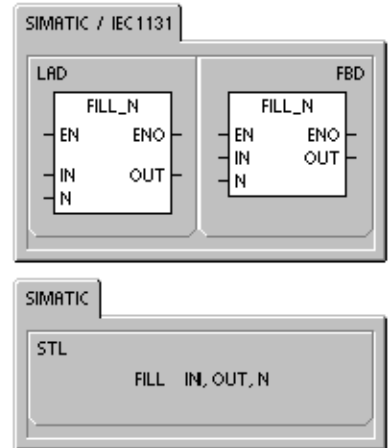 SIMATIC / IEC1131
LAD FBD
FILL_N FILL_N
EN ENO EN ENO
IN OUT IN OUT
N N
SIMATIC
STL
FILL IN, OUT, N